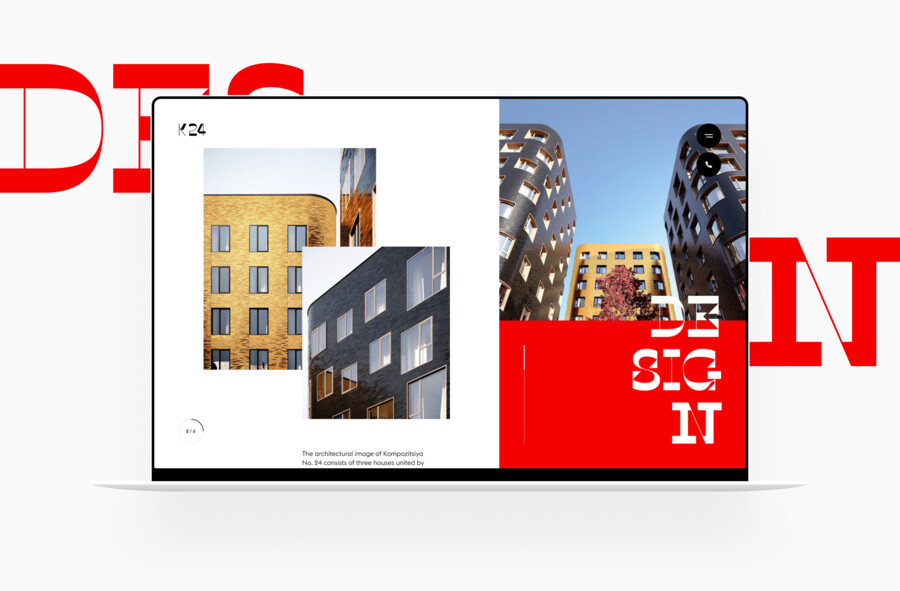 DES
K24
DE
SIG
N
IN
3 / 6
The architectural image of Kompozitsiya
No. 24 consists of three houses united by